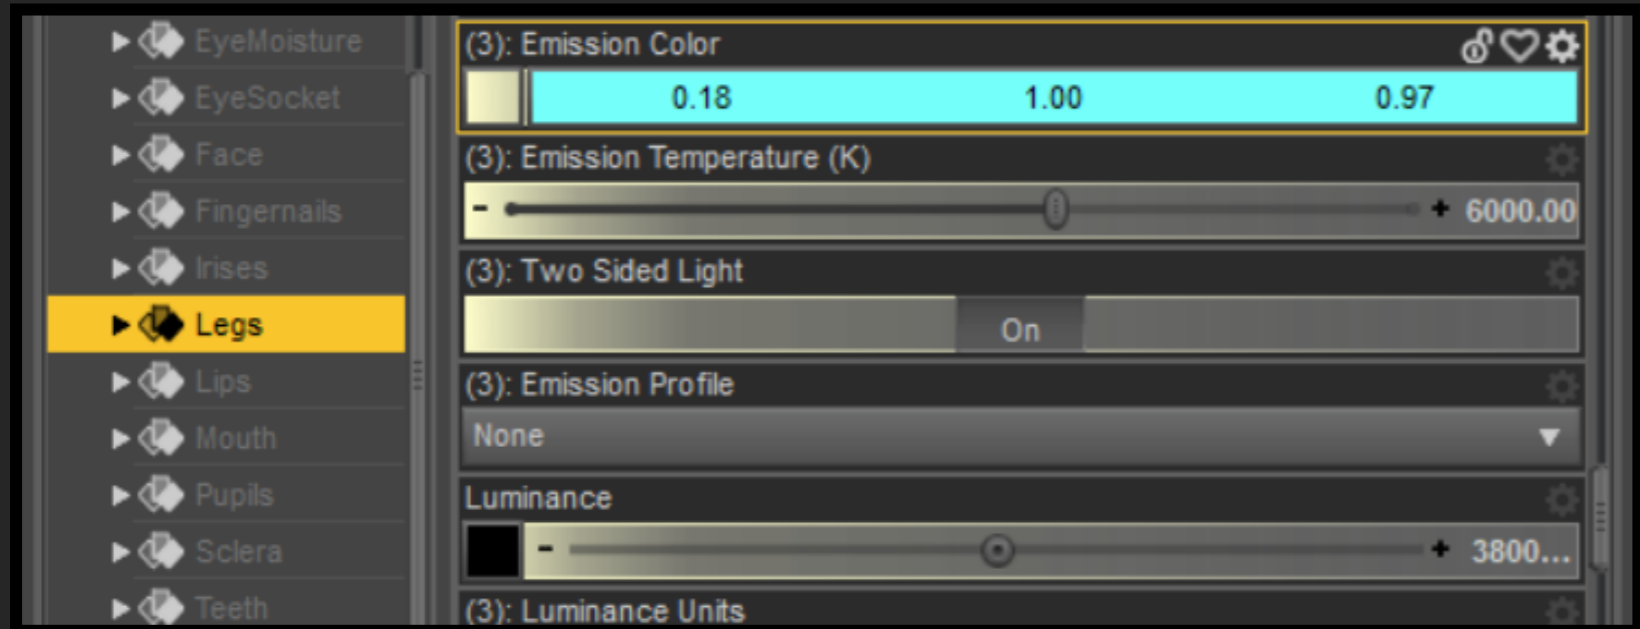 EyeMoisture
EyeSocket
Face
Fingernails
Irises
Legs
Lips
Mouth
Pupils
Sclera
Teeth
(3): Emission Color
0.18 1.00 0.97
(3): Emission Temperature (K)
- + 6000.00
(3): Two Sided Light
On
(3): Emission Profile
None
Luminance
- + 3800...
(3): Luminance Units